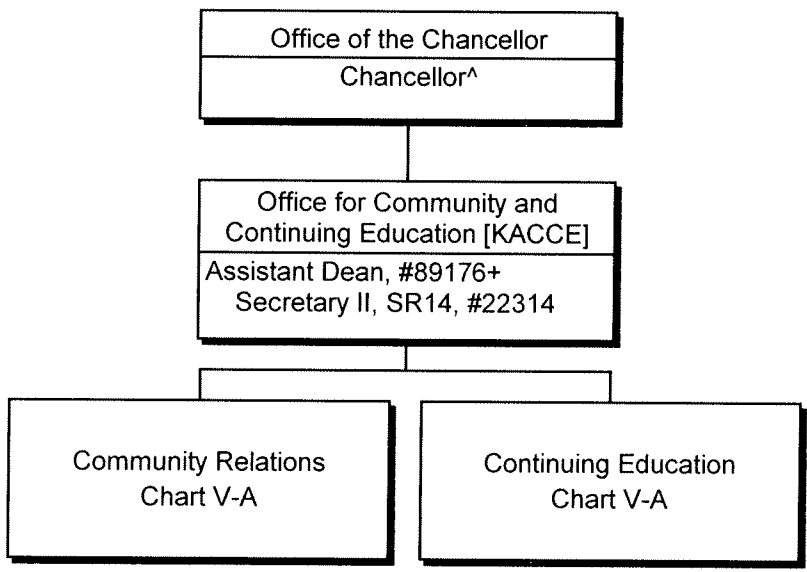 Office of the Chancellor
Chancellor^
Office for Community and
Continuing Education [KACCE]
Assistant Dean, #89176+
Secretary II, SR14, #22314
Community Relations
Chart V-A
Continuing Education
Chart V-A